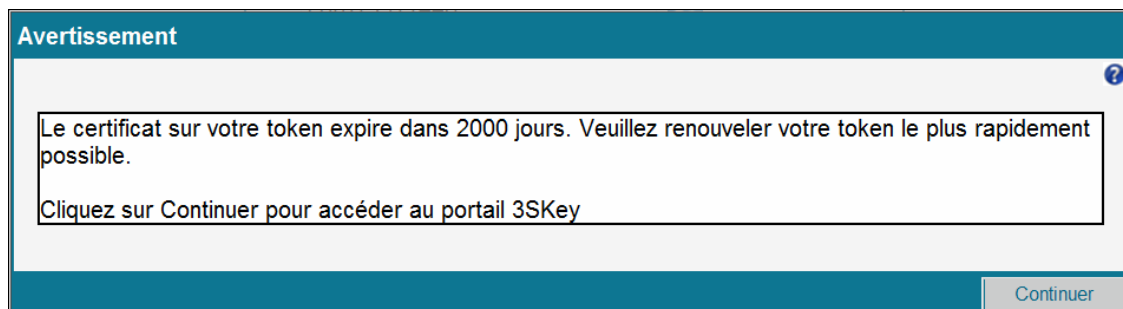 Avertissement
Le certificat sur votre token expire dans 2000 jours. Veuillez renouveler votre token le plus rapidement
possible.
Cliquez sur Continuer pour accéder au portail 3SKey
Continuer